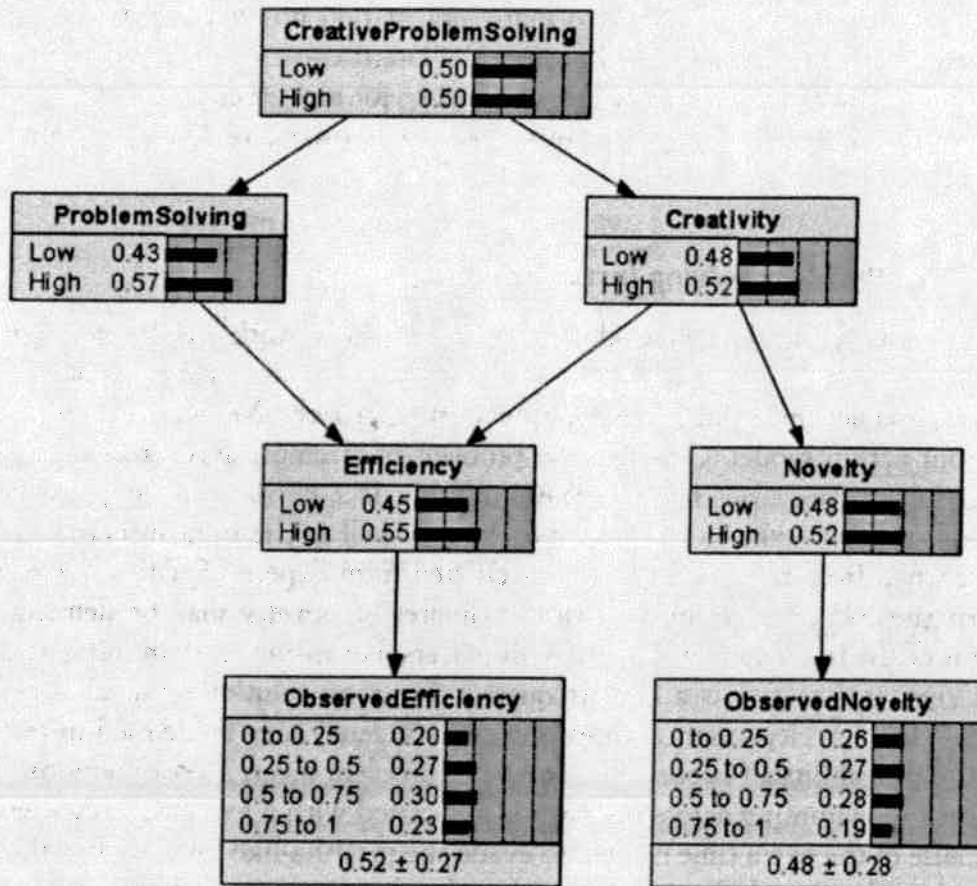 CreativeProblemSolving
Low 0.50
High 0.50
ProblemSolving
Low 0.43
High 0.57
Creativity
Low 0.48
High 0.52
Efficiency
Low 0.45
High 0.55
Novelty
Low 0.48
High 0.52
ObservedEfficiency
0 to 0.25 0.20
0.25 to 0.5 0.27
0.5 to 0.75 0.30
0.75 to 1 0.23
0.52 ± 0.27
ObservedNovelty
0 to 0.25 0.26
0.25 to 0.5 0.27
0.5 to 0.75 0.28
0.75 to 1 0.19
0.48 ± 0.28